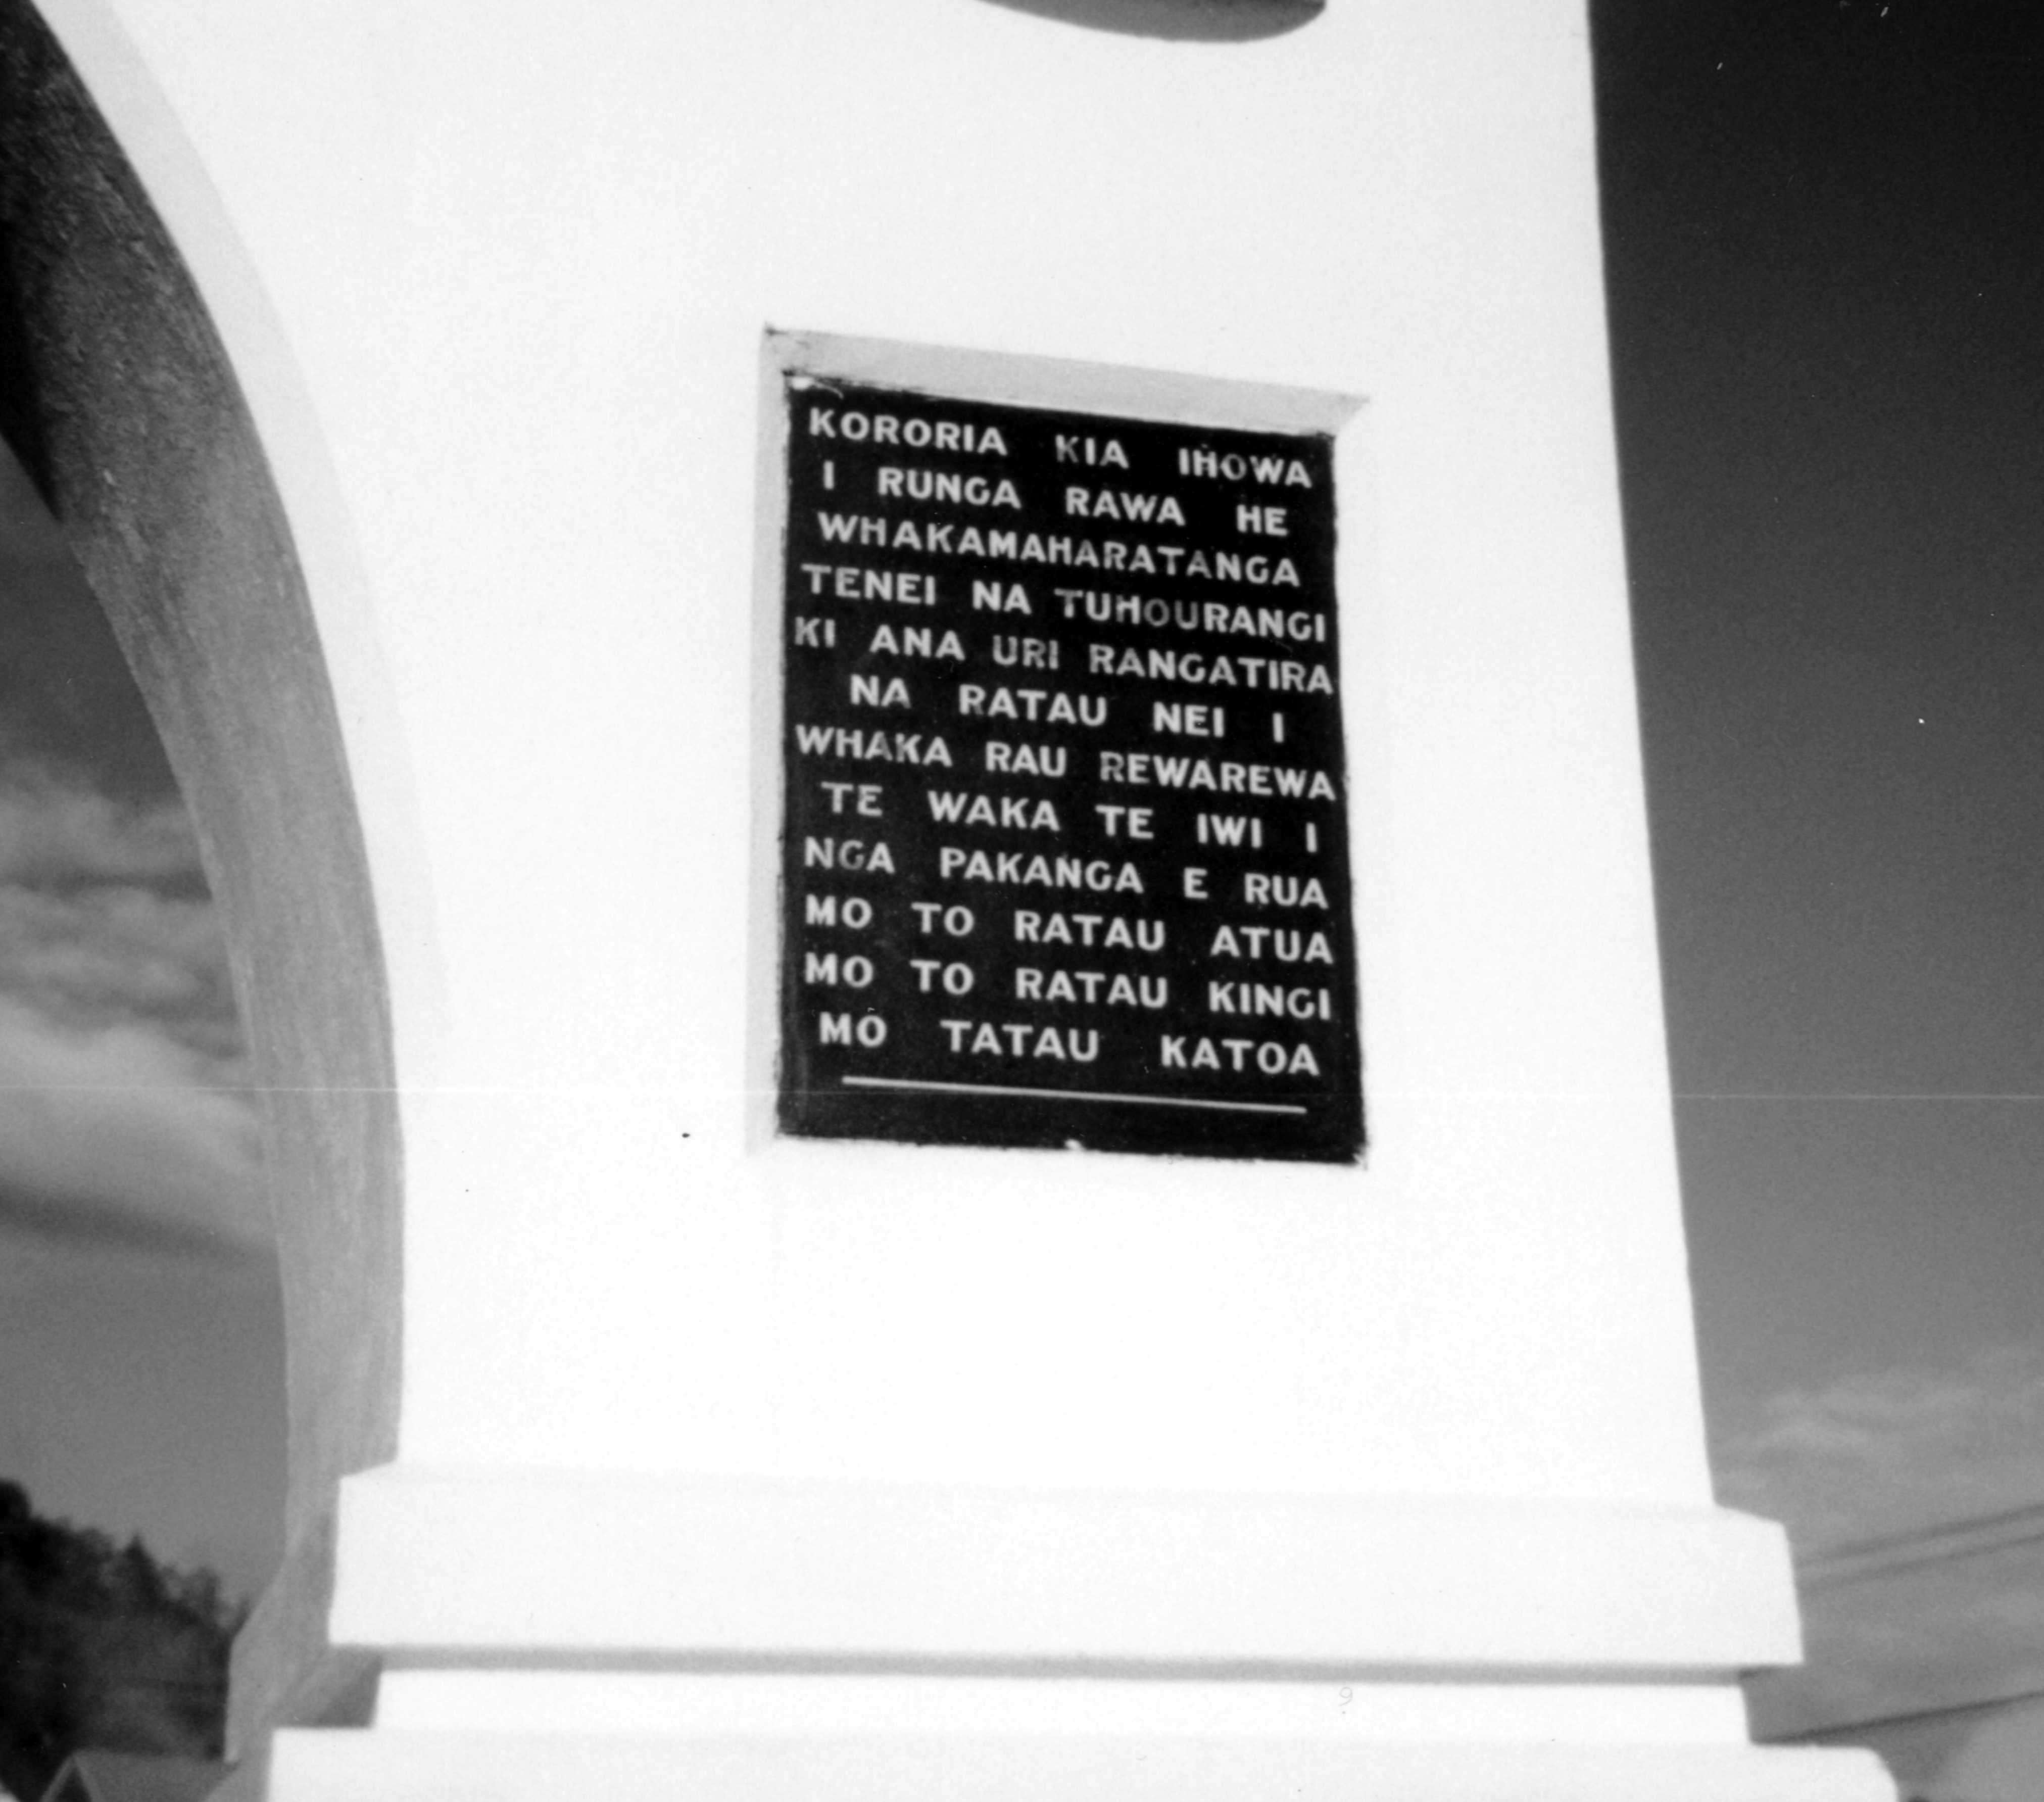 KORORIA KIA IHOWA
I RUNGA RAWA HE
WHAKAMAHARATANGA
TENEI NA TUHOURANGI
KI ANA URI RANGATIRA
NA RATAU NEI I
WHAKA RAU REWAREWA
TE WAKA TE IWI I
NGA PAKANGA E RUA
MO TO RATAU ATUA
MO TO RATAU KINGI
MO TATAU KATOA